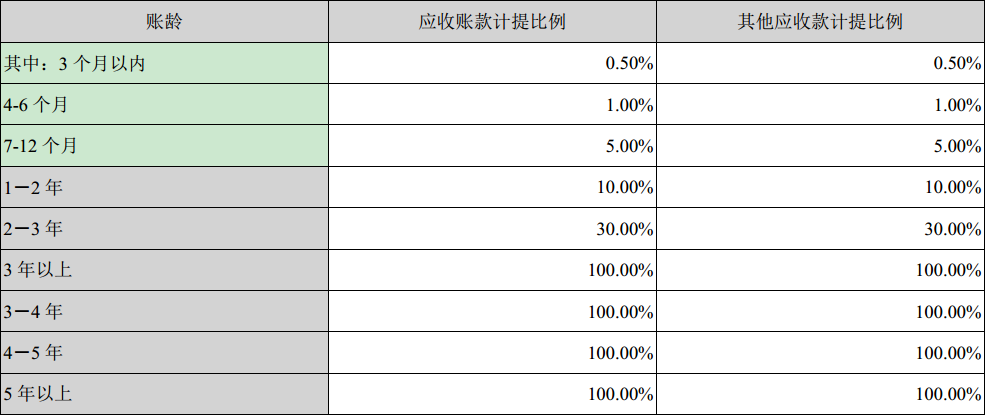 账龄 应收账款计提比例 其他应收款计提比例
其中：3 个月以内 0.50% 0.50%
4-6 个月 1.00% 1.00%
7-12 个月 5.00% 5.00%
1－2 年 10.00% 10.00%
2－3 年 30.00% 30.00%
3 年以上 100.00% 100.00%
3－4 年 100.00% 100.00%
4－5 年 100.00% 100.00%
5 年以上 100.00% 100.00%